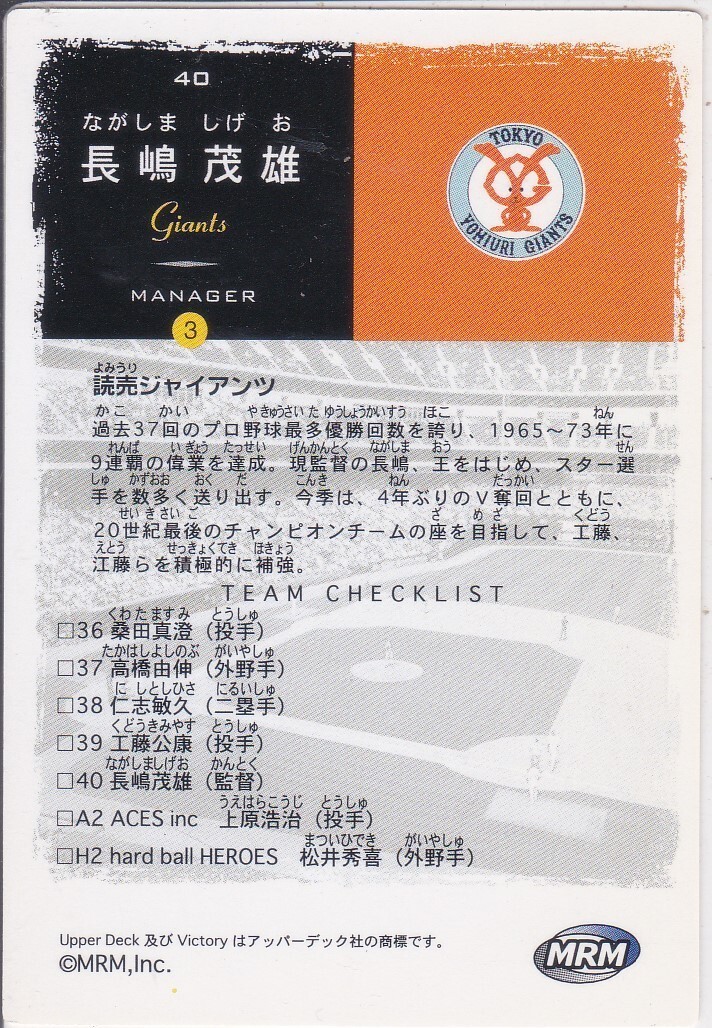 40
ながしま しげ お
長嶋 茂雄
Giants
MANAGER
3
TOKYO
YOMIURI GIANTS
よみうり
読売ジャイアンツ
かこ かい やきゅうさいた ゆうしょうかいすう ほこ ねん
過去37回のプロ野球最多優勝回数を誇り、1965〜73年に
れんぱ いぎょう たっせい げんかんとく ながしま おう せん
9連覇の偉業を達成。現監督の長嶋、王をはじめ、スター選
しゅ かずおお おく だ こんき ねん だっかい
手を数多く送り出す。今季は、4年ぶりのV奪回とともに、
せいきさいご ざ めざ くどう
20世紀最後のチャンピオンチームの座を目指して、工藤、
えとう せっきょくてき ほきょう
江藤らを積極的に補強。
TEAM CHECKLIST
くわたますみ とうしゅ
□36 桑田真澄（投手）
たかはしよしのぶ がいやしゅ
□37 高橋由伸（外野手）
に しとしひさ にるいしゅ
□38 仁志敏久（二塁手）
くどうきみやす とうしゅ
□39 工藤公康（投手）
ながしましげお かんとく
□40 長嶋茂雄（監督）
うえはらこうじ とうしゅ
□A2 ACES inc 上原浩治（投手）
まついひでき がいやしゅ
□H2 hard ball HEROES 松井秀喜（外野手）
Upper Deck 及び Victory はアッパーデック社の商標です。
©MRM,Inc.
MRM